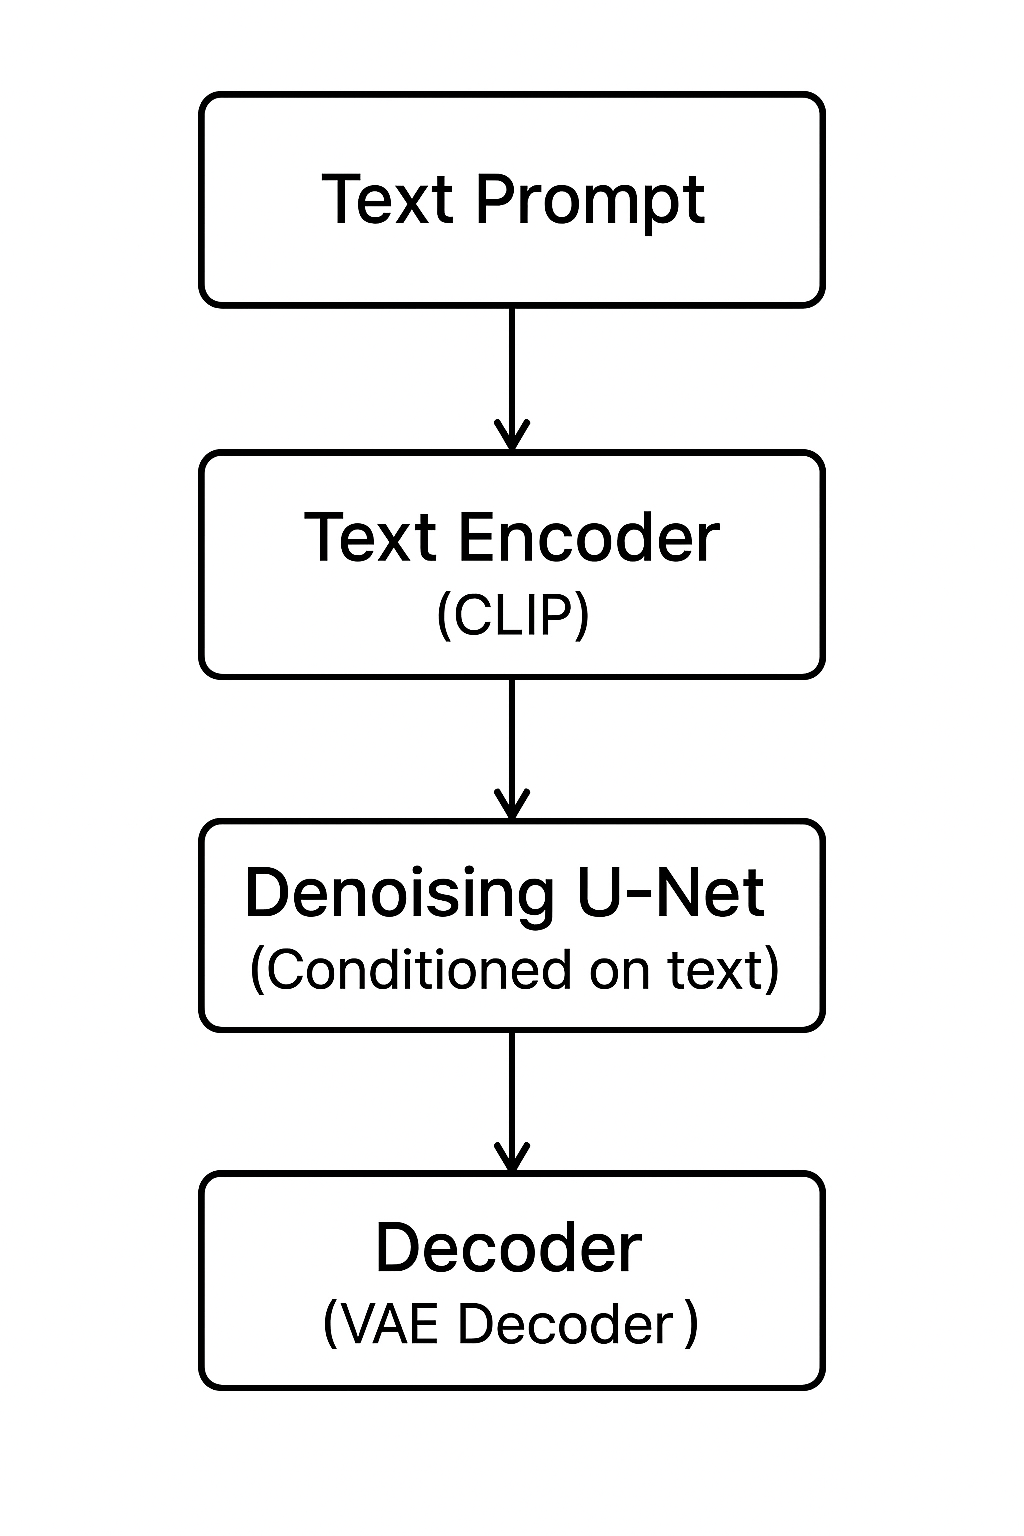 Text Prompt
Text Encoder
(CLIP)
Denoising U-Net
(Conditioned on text)
Decoder
(VAE Decoder )